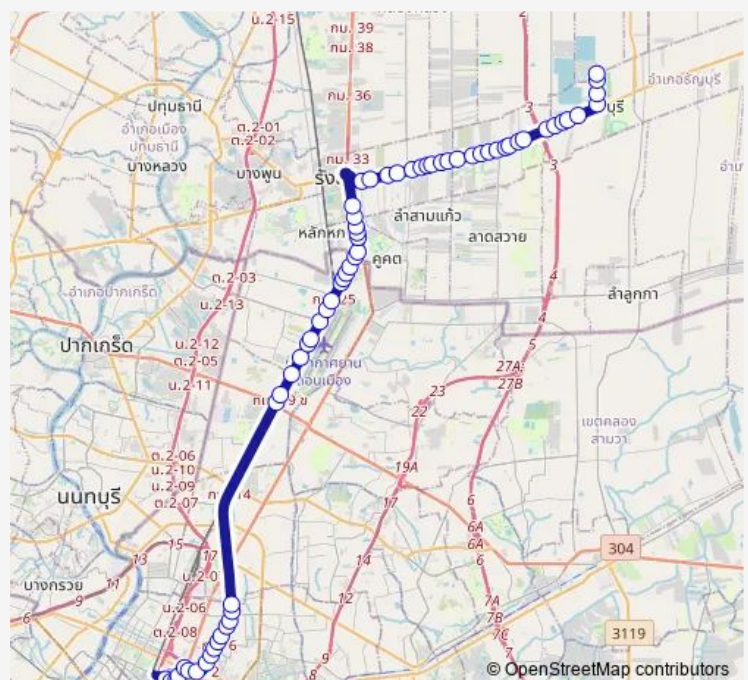 น.2-15
กม. 39
กม. 38
2
ปทุมธานี
กม. 36
อำเภอธัญบุรี
3
ต.2-01
อำเภอเมือง
ปทุมธานี
ต.2-02
บางหลวง
บางพูน
กม. 33
3
ลำสามแก้ว
หลักหก
ลาดสวาย
คูคต
ต.2-03
อำเภอปากเกร็ด
น.2-13
4
ลำลูกกา
4
ปากเกร็ด
น.2-12
5
ต.2-05
ดอนเมือง
น.2-11
27A
27B
23
22
เขตคลอง
สามวา
ต.2-06
น.2-10
19A
น.2-09
17
นนทบุรี
ต.2-07
6
6A
6A
304
15
17
13
บางกรวย
11
14
9
12
6
น.2-06
7A
7B
7C
ต.2-08
3119
9
8
© OpenStreetMap contributors